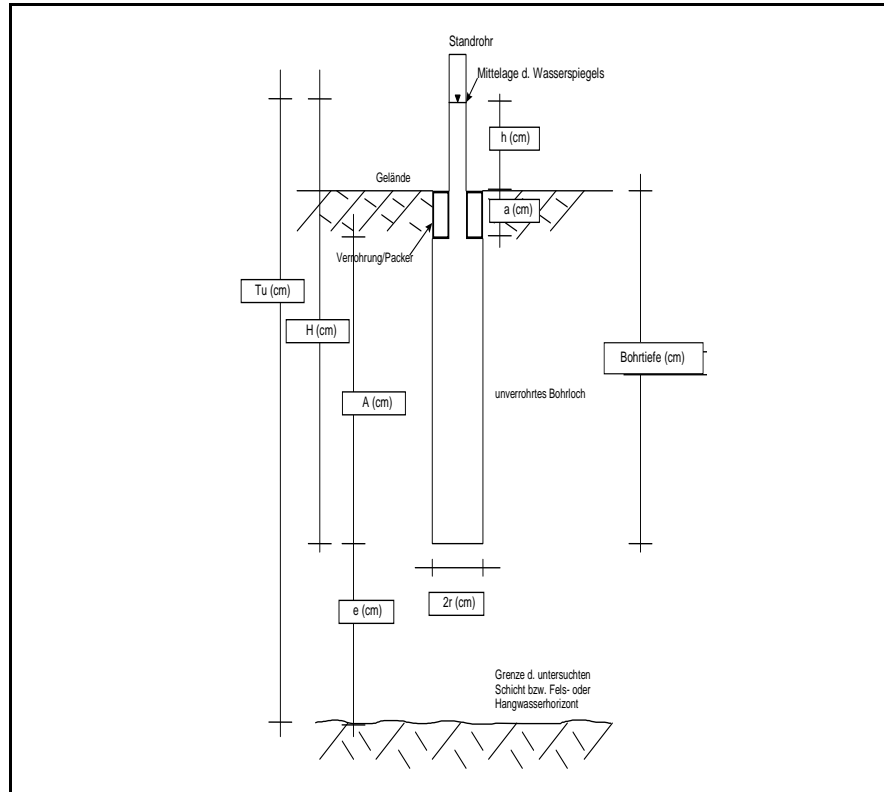 Standrohr
Mittelage d. Wasserspiegels
h (cm)
Gelände
a (cm)
Verrohrung/Packer
Tu (cm)
H (cm)
Bohrtiefe (cm)
A (cm)
unverrohrtes Bohrloch
e (cm)
2r (cm)
Grenze d. untersuchten
Schicht bzw. Fels- oder
Hangwasserhorizont